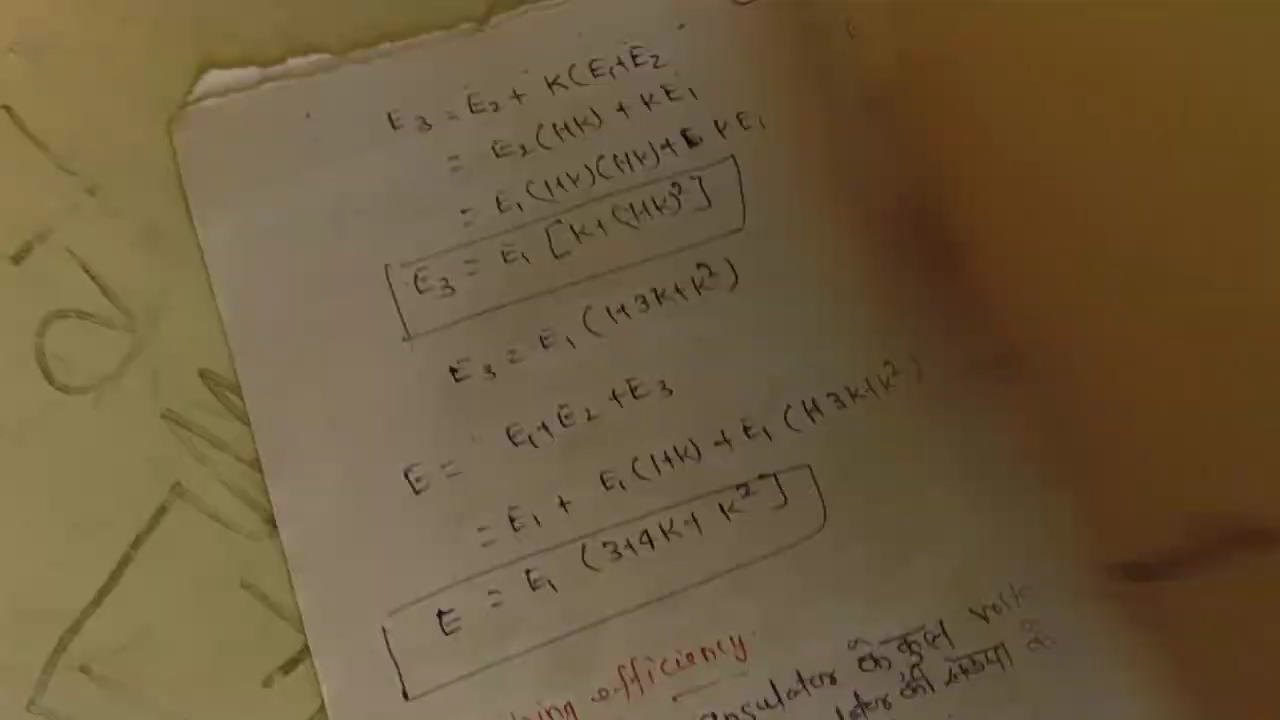 E3 = E2 + K(E1+E2
= E2(1+K) + KE1
= E1(1+K)(1+K)+ KE1
E3 = E1 [K+(1+K)²]
E3 = E1 (1+3K+K²)
E = E1+E2+E3
= E1 + E1(1+K) + E1(1+3K+K²)
E = E1 (3+4K+K²]
efficiency
के कुल
की संख्या के